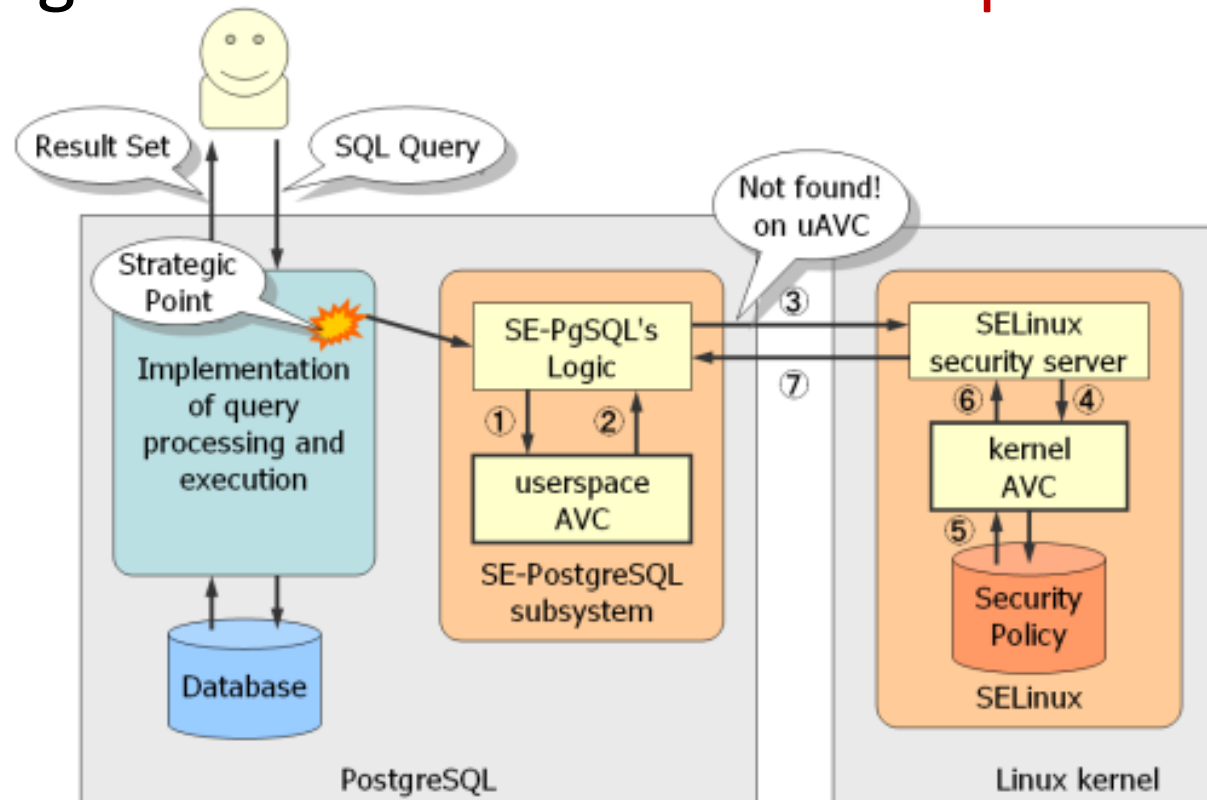 Result Set
SQL Query
Not found!
on uAVC
Strategic
Point
③
SE-PgSQL's
Logic
SELinux
security server
Implementation
of query
processing and
execution
⑦
①
②
⑥
④
userspace
AVC
kernel
AVC
⑤
SE-PostgreSQL
subsystem
Security
Policy
Database
SELinux
PostgreSQL
Linux kernel